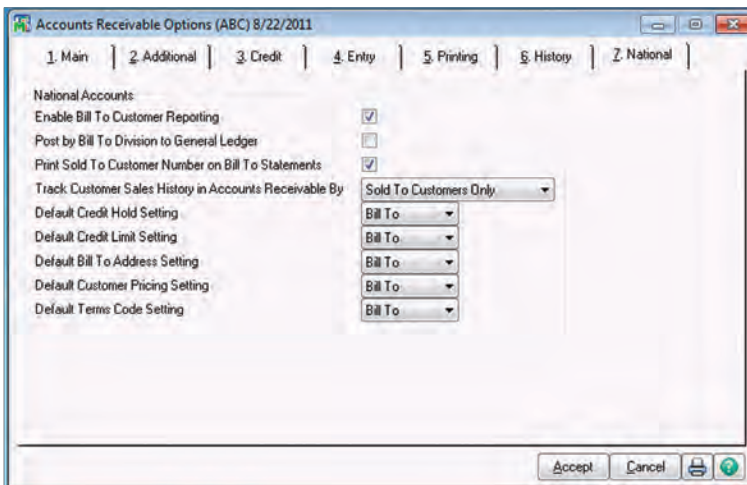 Accounts Receivable Options (ABC) 8/22/2011
1. Main 2. Additional 3. Credit 4. Entry 5. Printing 6. History 7. National
National Accounts
Enable Bill To Customer Reporting
Post by Bill To Division to General Ledger
Print Sold To Customer Number on Bill To Statements
Track Customer Sales History in Accounts Receivable By Sold To Customers Only
Default Credit Hold Setting Bill To
Default Credit Limit Setting Bill To
Default Bill To Address Setting Bill To
Default Customer Pricing Setting Bill To
Default Terms Code Setting Bill To
Accept Cancel